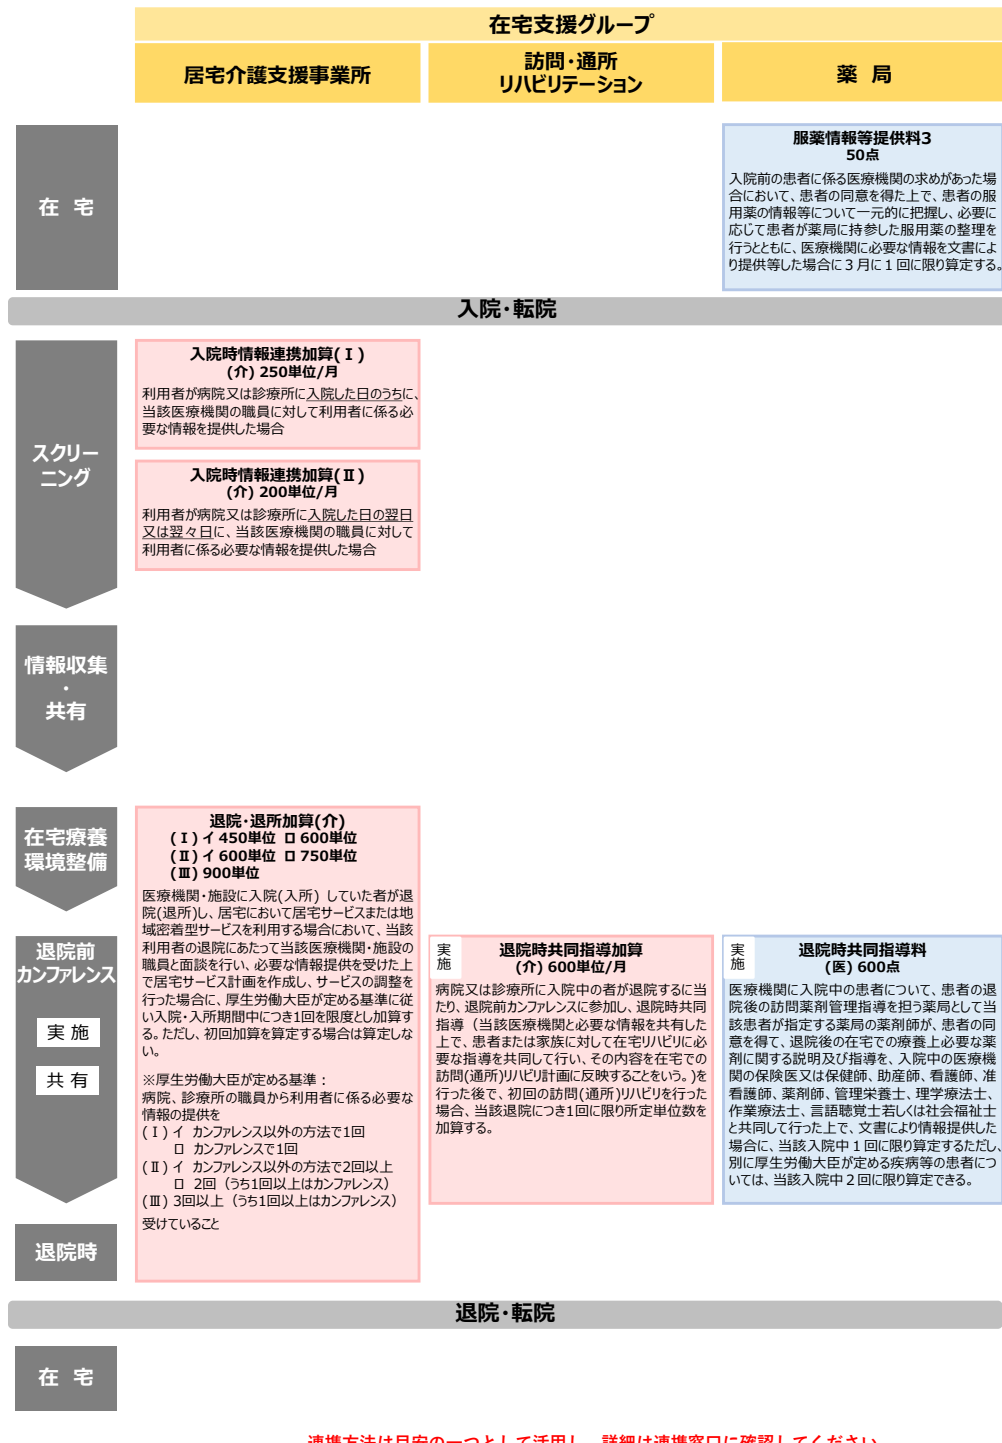 在宅支援グループ
居宅介護支援事業所
訪問・通所
リハビリテーション
薬 局
在 宅
服薬情報等提供料3
50点
入院前の患者に係る医療機関の求めがあった場
合において、患者の同意を得た上で、患者の服
用薬の情報等について一元的に把握し、必要に
応じて患者が薬局に持参した服用薬の整理を
行うとともに、医療機関に必要な情報を文書によ
り提供等した場合に３月に１回に限り算定する。
入院・転院
スクリー
ニング
入院時情報連携加算(Ⅰ)
(介) 250単位/月
利用者が病院又は診療所に入院した日のうちに、
当該医療機関の職員に対して利用者に係る必
要な情報を提供した場合
入院時情報連携加算(Ⅱ)
(介) 200単位/月
利用者が病院又は診療所に入院した日の翌日
又は翌々日に、当該医療機関の職員に対して
利用者に係る必要な情報を提供した場合
情報収集
・
共有
在宅療養
環境整備
退院・退所加算(介)
(Ⅰ) イ 450単位 ロ 600単位
(Ⅱ) イ 600単位 ロ 750単位
(Ⅲ) 900単位
医療機関・施設に入院(入所) していた者が退
院(退所)し、居宅において居宅サービスまたは地
域密着型サービスを利用する場合において、当該
利用者の退院にあたって当該医療機関・施設の
職員と面談を行い、必要な情報提供を受けた上
で居宅サービス計画を作成し、サービスの調整を
行った場合に、厚生労働大臣が定める基準に従
い入院・入所期間中につき1回を限度とし加算す
る。ただし、初回加算を算定する場合は算定しな
い。
※厚生労働大臣が定める基準：
病院、診療所の職員から利用者に係る必要な
情報の提供を
(Ⅰ) イ カンファレンス以外の方法で1回
ロ カンファレンスで1回
(Ⅱ) イ カンファレンス以外の方法で2回以上
ロ 2回（うち1回以上はカンファレンス）
(Ⅲ) 3回以上（うち1回以上はカンファレンス）
受けていること
退院前
カンファレンス
実 施
共 有
実
施
退院時共同指導加算
(介) 600単位/月
病院又は診療所に入院中の者が退院するに当
たり、退院前カンファレンスに参加し、退院時共同
指導（当該医療機関と必要な情報を共有した
上で、患者または家族に対して在宅リハビリに必
要な指導を共同して行い、その内容を在宅での
訪問(通所)リハビリ計画に反映することをいう。)を
行った後で、初回の訪問(通所)リハビリを行った
場合、当該退院につき1回に限り所定単位数を
加算する。
実
施
退院時共同指導料
(医) 600点
医療機関に入院中の患者について、患者の退
院後の訪問薬剤管理指導を担う薬局として当
該患者が指定する薬局の薬剤師が、患者の同
意を得て、退院後の在宅での療養上必要な薬
剤に関する説明及び指導を、入院中の医療機
関の保険医又は保健師、助産師、看護師、准
看護師、薬剤師、管理栄養士、理学療法士、
作業療法士、言語聴覚士若しくは社会福祉士
と共同して行った上で、文書により情報提供した
場合に、当該入院中１回に限り算定するただし、
別に厚生労働大臣が定める疾病等の患者につ
いては、当該入院中２回に限り算定できる。
退院時
退院・転院
在 宅
連携方法は目安の一つとして活用し、詳細は連携窓口に確認してください